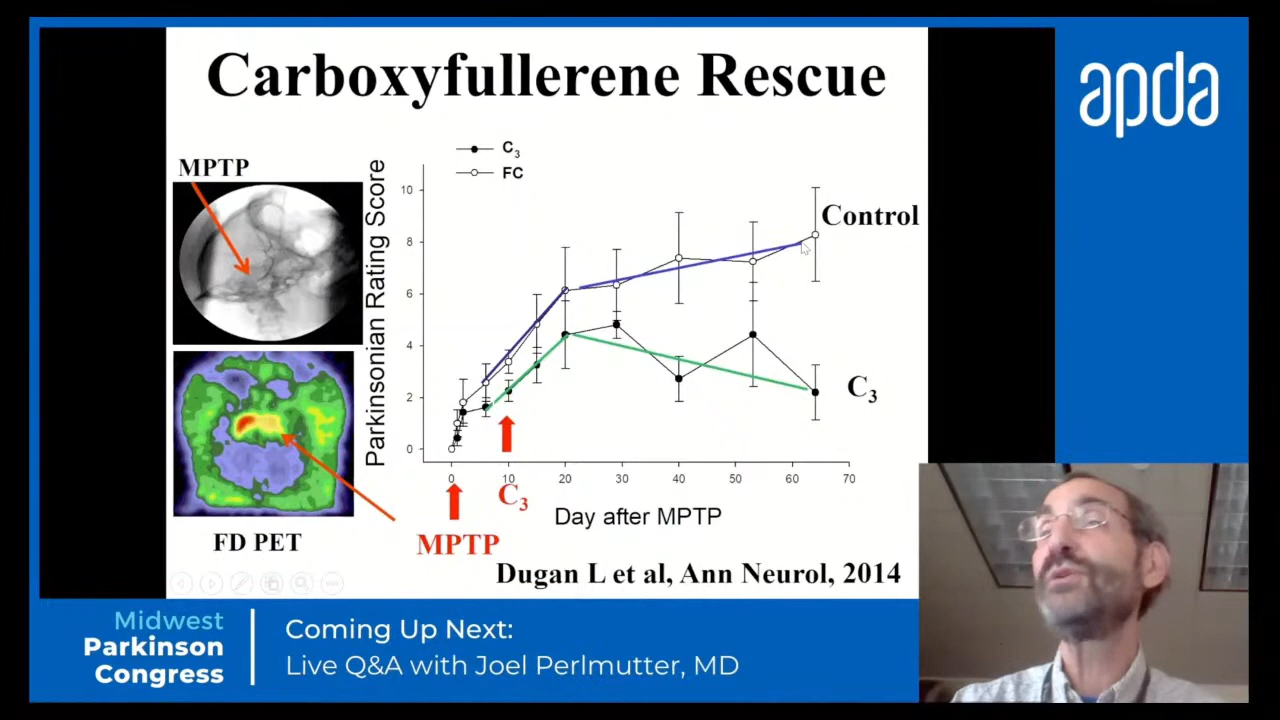 Carboxyfullerene Rescue
apda
MPTP
FD PET
Parkinsonian Rating Score
C₃
FC
10
8
6
4
2
0
Control
C₃
0 10 20 30 40 50 60 70
C₃
MPTP
Day after MPTP
Dugan L et al, Ann Neurol, 2014
Midwest
Parkinson
Congress
Coming Up Next:
Live Q&A with Joel Perlmutter, MD